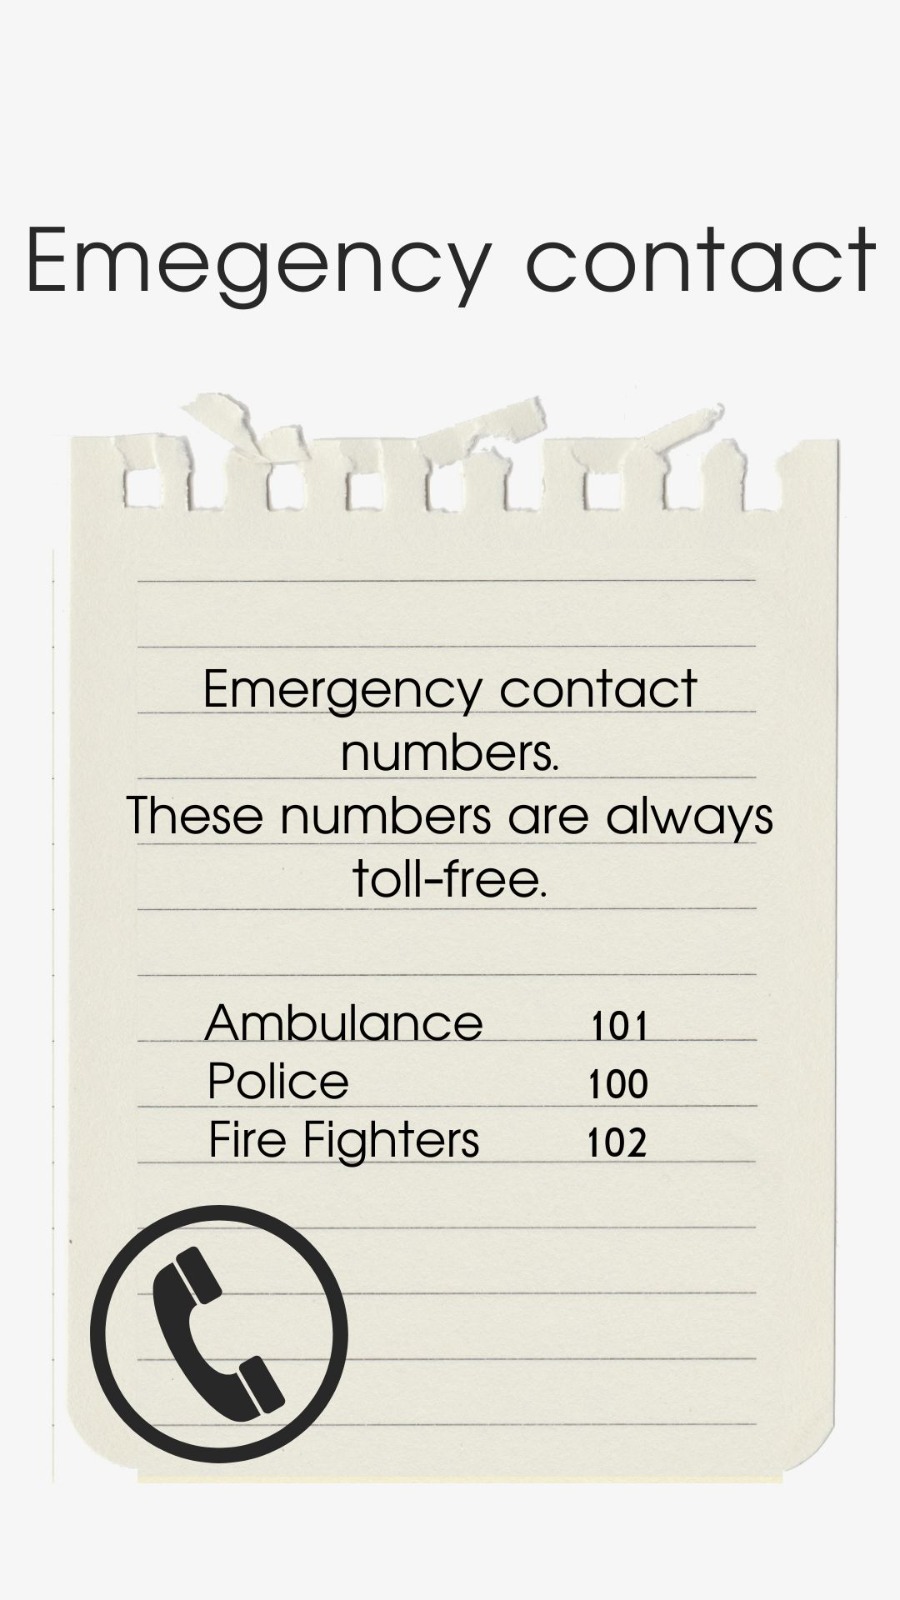 Emegency contact
Emergency contact
numbers.
These numbers are always
toll-free.
Ambulance 101
Police 100
Fire Fighters 102